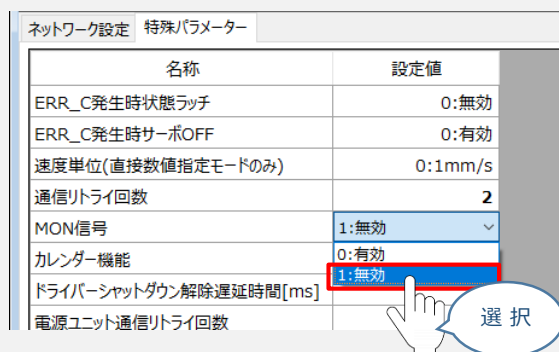 ネットワーク設定 特殊パラメーター
名称 設定値
ERR_C発生時状態ラッチ 0:無効
ERR_C発生時サーボOFF 0:有効
速度単位(直接数値指定モードのみ) 0:1mm/s
通信リトライ回数 2
MON信号 1:無効
カレンダー機能 0:有効
1:無効
ドライバーシャットダウン解除遅延時間[ms]
電源ユニット通信リトライ回数
選択